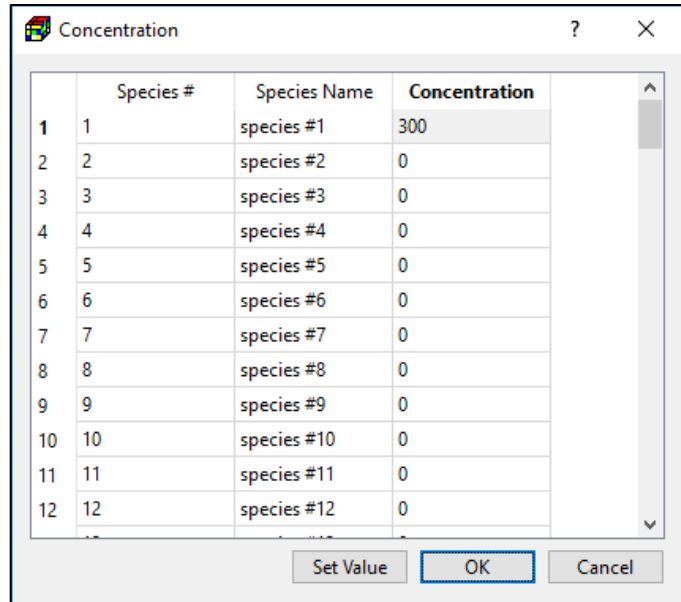 Concentration ?
Species # Species Name Concentration
1 1 species #1 300
2 2 species #2 0
3 3 species #3 0
4 4 species #4 0
5 5 species #5 0
6 6 species #6 0
7 7 species #7 0
8 8 species #8 0
9 9 species #9 0
10 10 species #10 0
11 11 species #11 0
12 12 species #12 0
Set Value OK Cancel